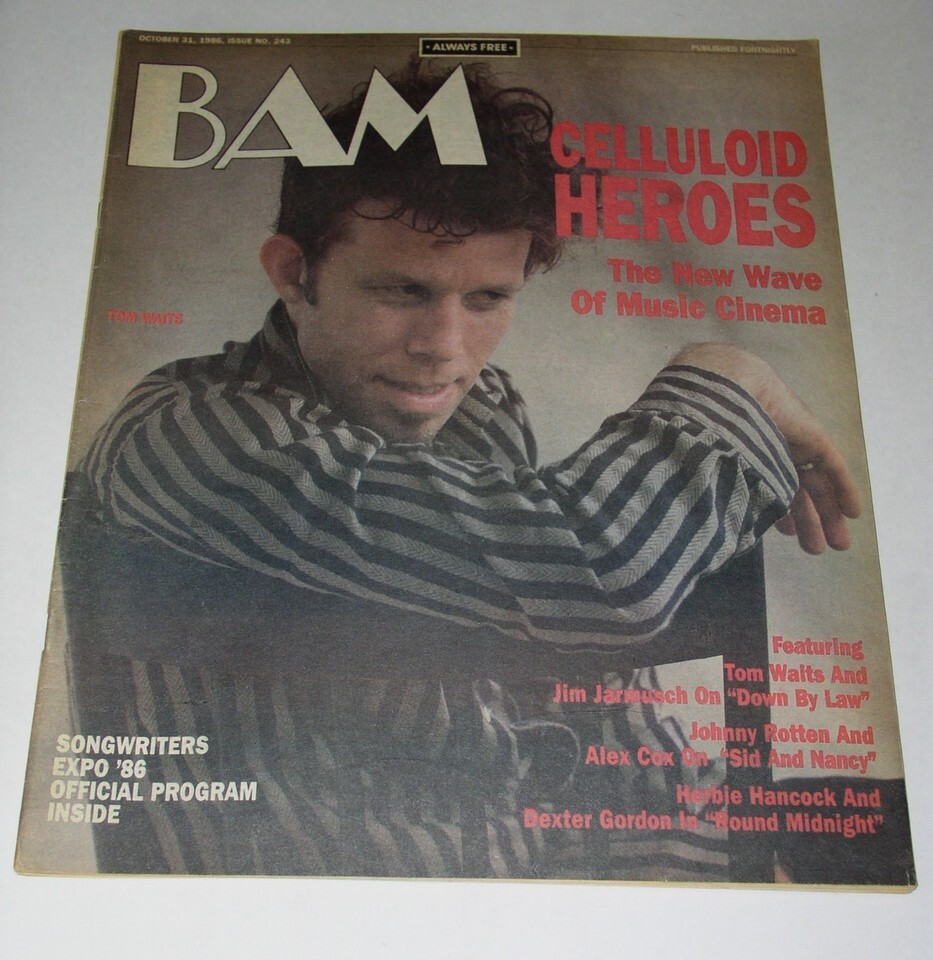 OCTOBER 31, 1986, ISSUE NO. 243
· ALWAYS FREE ·
PUBLISHED FORTNIGHTLY
BAM
CELLULOID
HEROES
The New Wave
Of Music Cinema
TOM WAITS
Featuring
Tom Waits And
Jim Jarmusch On “Down By Law”
Johnny Rotten And
Alex Cox On “Sid And Nancy”
Herbie Hancock And
Dexter Gordon In “Round Midnight”
SONGWRITERS
EXPO ’86
OFFICIAL PROGRAM
INSIDE